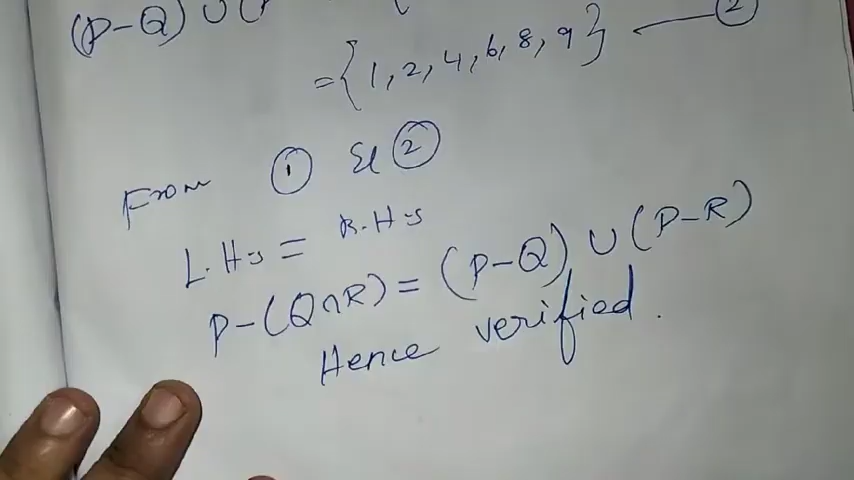 (P-Q) ∪ (
={1,2,4,6,8,9} ②
From ① & ②
L.H.s = R.H.s
P-(Q∩R)= (P-Q) ∪ (P-R)
Hence verified.